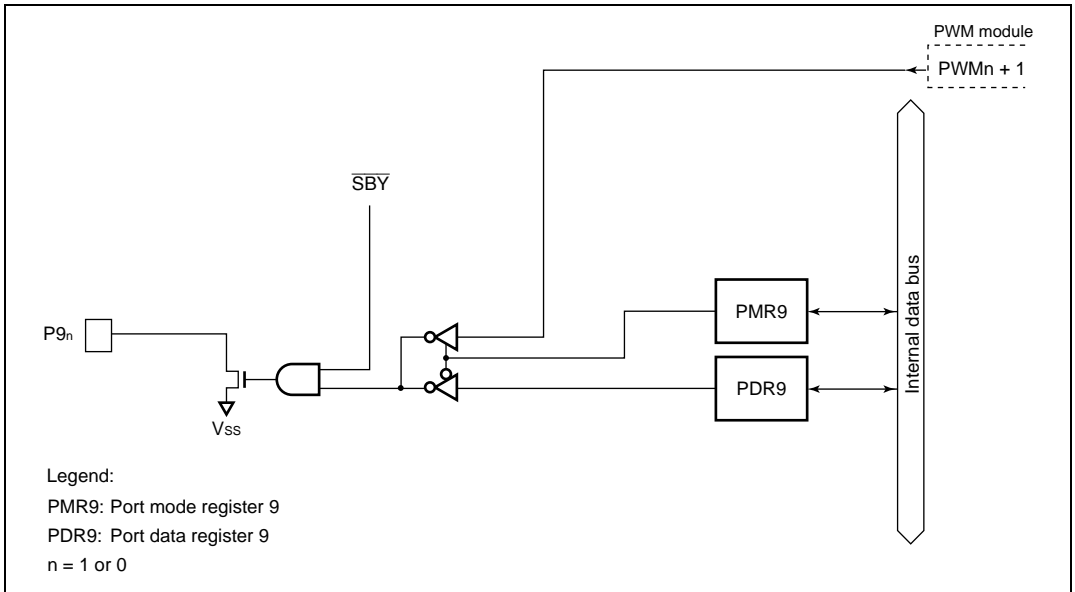 PWM module
PWMn + 1
SBY
Internal data bus
PMR9
P9n
PDR9
VSS
Legend:
PMR9: Port mode register 9
PDR9: Port data register 9
n = 1 or 0